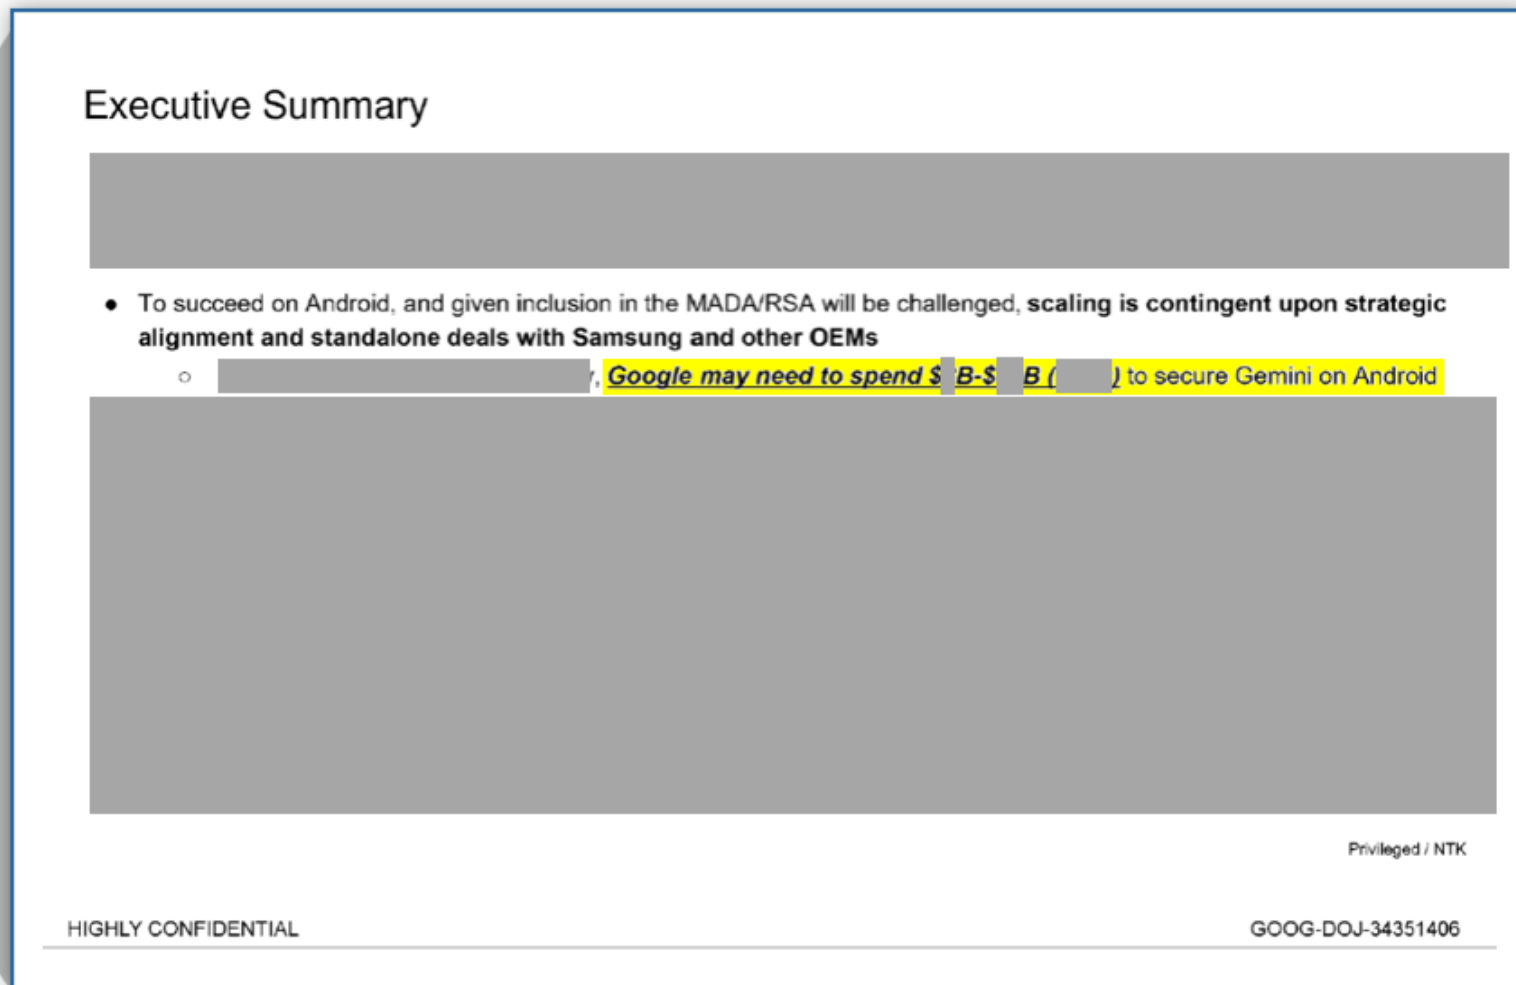 Executive Summary
● To succeed on Android, and given inclusion in the MADA/RSA will be challenged, scaling is contingent upon strategic
alignment and standalone deals with Samsung and other OEMs
○ , Google may need to spend $ B-$ B ( ) to secure Gemini on Android
Privileged / NTK
HIGHLY CONFIDENTIAL
GOOG-DOJ-34351406